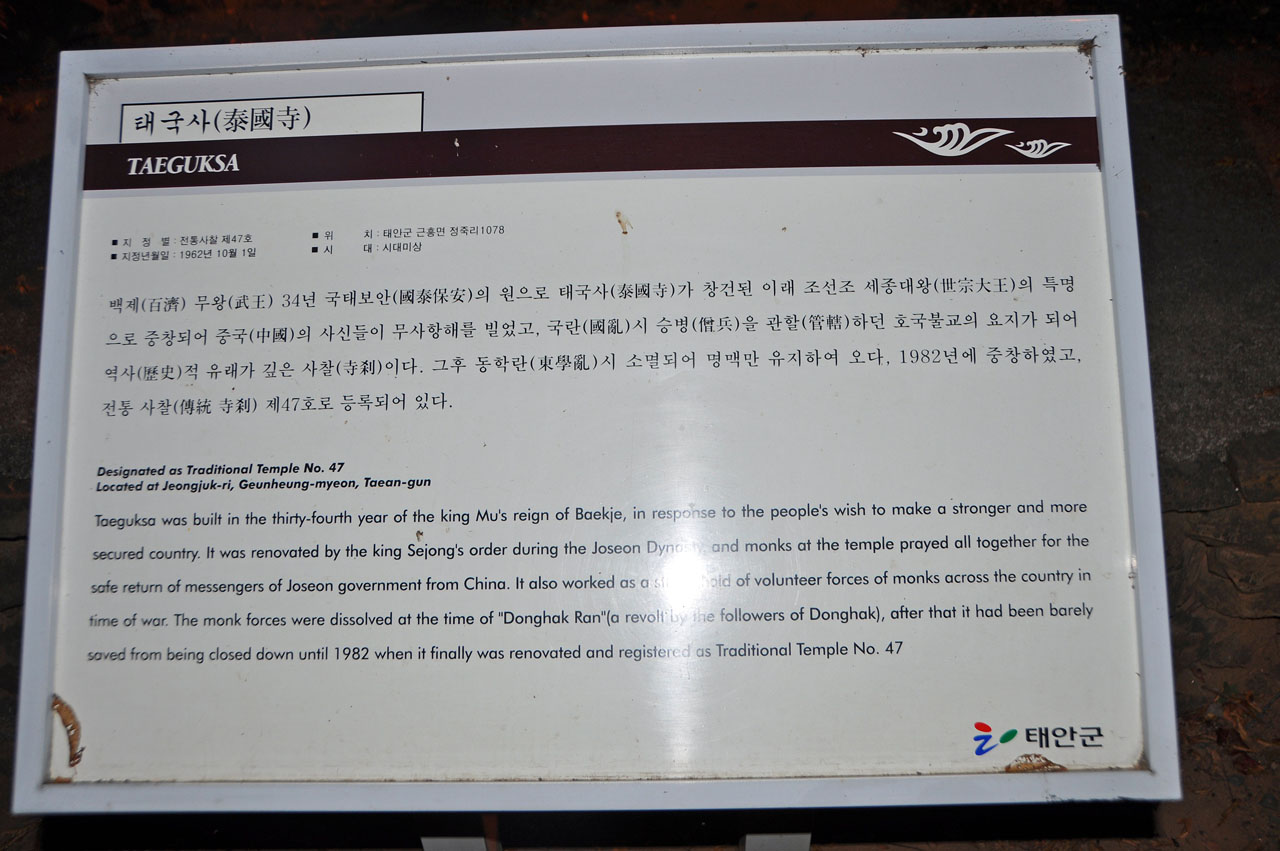 태국사(泰國寺)
TAEGUKSA
■ 지 정 별 : 전통사찰 제47호
■ 위 치 : 태안군 근흥면 정죽리1078
■ 지정년월일 : 1962년 10월 1일
■ 시 대 : 시대미상
백제(百濟) 무왕(武王) 34년 국태보안(國泰保安)의 원으로 태국사(泰國寺)가 창건된 이래 조선조 세종대왕(世宗大王)의 특명
으로 중창되어 중국(中國)의 사신들이 무사항해를 빌었고, 국란(國亂)시 승병(僧兵)을 관할(管轄)하던 호국불교의 요지가 되어
역사(歷史)적 유래가 깊은 사찰(寺刹)이다. 그후 동학란(東學亂)시 소멸되어 명맥만 유지하여 오다, 1982년에 중창하였고,
전통 사찰(傳統 寺刹) 제47호로 등록되어 있다.
Designated as Traditional Temple No. 47
Located at Jeongjuk-ri, Geunheung-myeon, Taean-gun
Taeguksa was built in the thirty-fourth year of the king Mu's reign of Baekje, in response to the people's wish to make a stronger and more
secured country. It was renovated by the king Sejong's order during the Joseon Dynasty, and monks at the temple prayed all together for the
safe return of messengers of Joseon government from China. It also worked as a of volunteer forces of monks across the country in
time of war. The monk forces were dissolved at the time of "Donghak Ran"(a revolt by the followers of Donghak), after that it had been barely
saved from being closed down until 1982 when it finally was renovated and registered as Traditional Temple No. 47
태안군